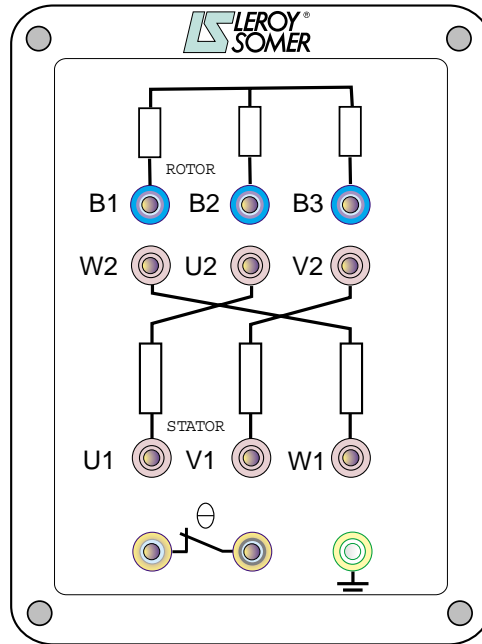 LEROY®
SOMER
ROTOR
B1 B2 B3
W2 U2 V2
STATOR
U1 V1 W1
θ